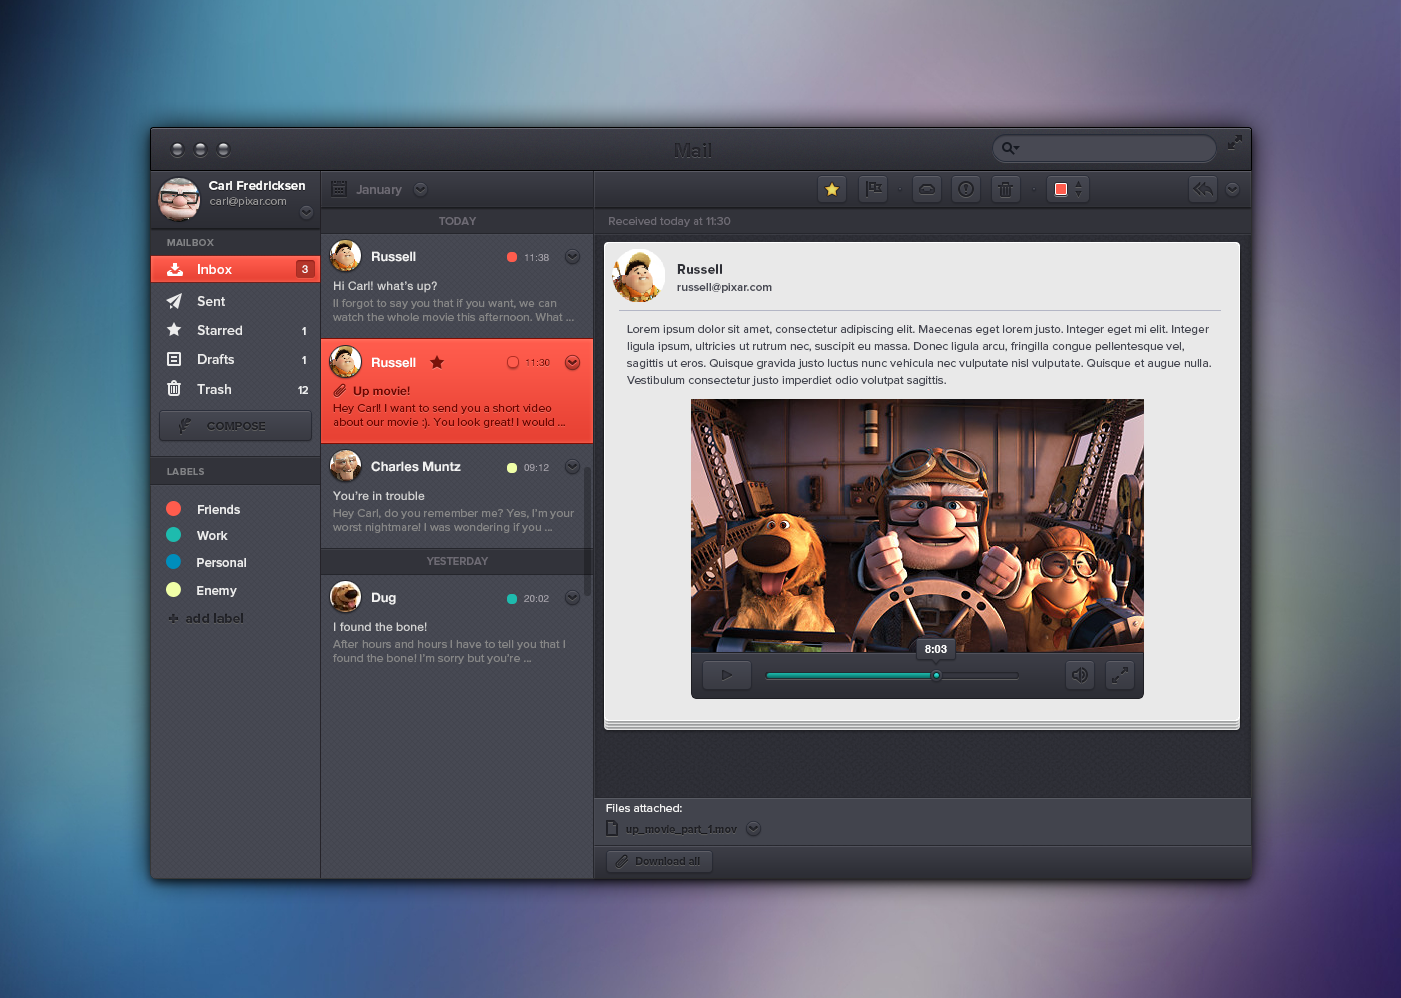 Mail
Carl Fredricksen
carl@pixar.com
MAILBOX
Inbox 3
Sent
Starred 1
Drafts 1
Trash 12
COMPOSE
LABELS
Friends
Work
Personal
Enemy
+ add label
January
TODAY
Russell 11:38
Hi Carl! what's up?
Il forgot to say you that if you want, we can
watch the whole movie this afternoon. What ...
Russell 11:30
Up movie!
Hey Carl! I want to send you a short video
about our movie :). You look great! I would ...
Charles Muntz 09:12
You're in trouble
Hey Carl, do you remember me? Yes, I'm your
worst nightmare! I was wondering if you ...
YESTERDAY
Dug 20:02
I found the bone!
After hours and hours I have to tell you that I
found the bone! I'm sorry but you're ...
Received today at 11:30
Russell
russell@pixar.com
Lorem ipsum dolor sit amet, consectetur adipiscing elit. Maecenas eget lorem justo. Integer eget mi elit. Integer
ligula ipsum, ultricies ut rutrum nec, suscipit eu massa. Donec ligula arcu, fringilla congue pellentesque vel,
sagittis ut eros. Quisque gravida justo luctus nunc vehicula nec vulputate nisl vulputate. Quisque et augue nulla.
Vestibulum consectetur justo imperdiet odio volutpat sagittis.
8:03
Files attached:
up_movie_part_1.mov
Download all